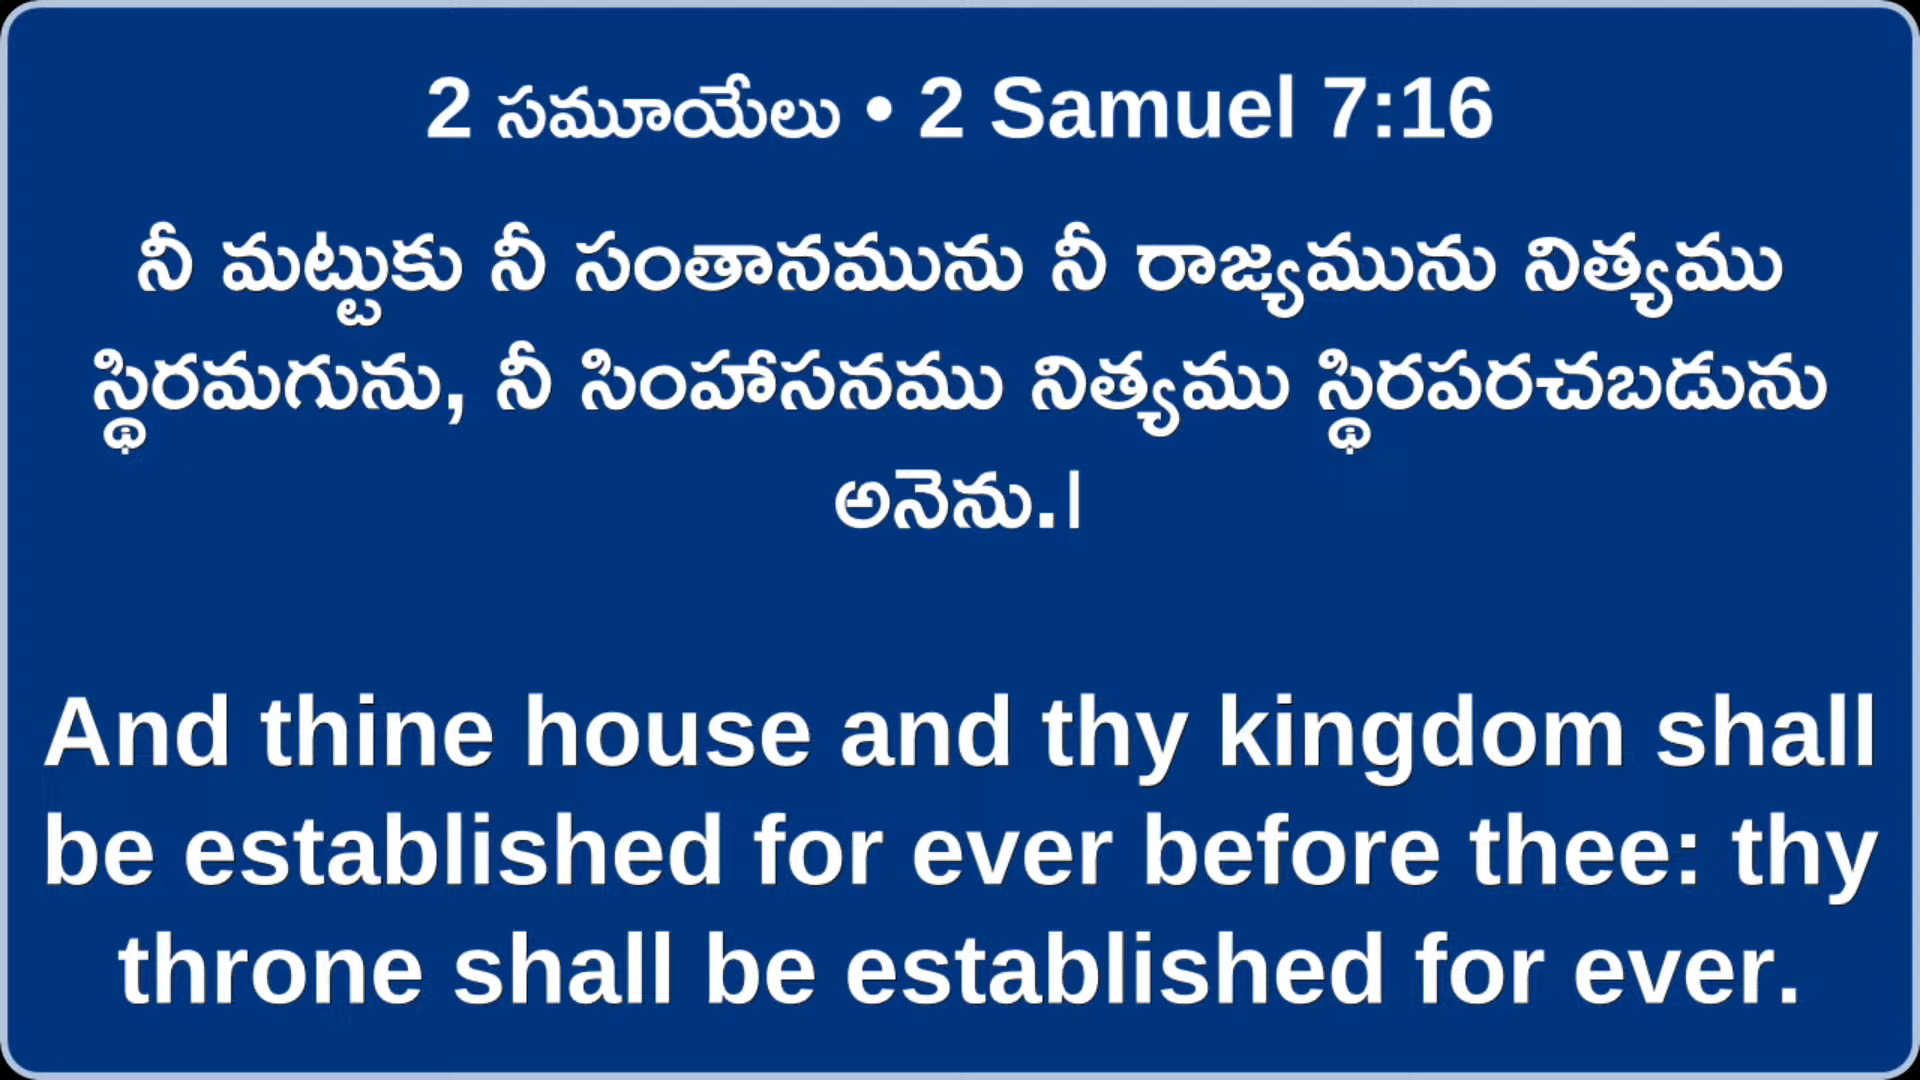 2 సమూయేలు • 2 Samuel 7:16
నీ మట్టుకు నీ సంతానమును నీ రాజ్యమును నిత్యము
స్థిరమగును, నీ సింహాసనము నిత్యము స్థిరపరచబడును
అనెను.।
And thine house and thy kingdom shall
be established for ever before thee: thy
throne shall be established for ever.